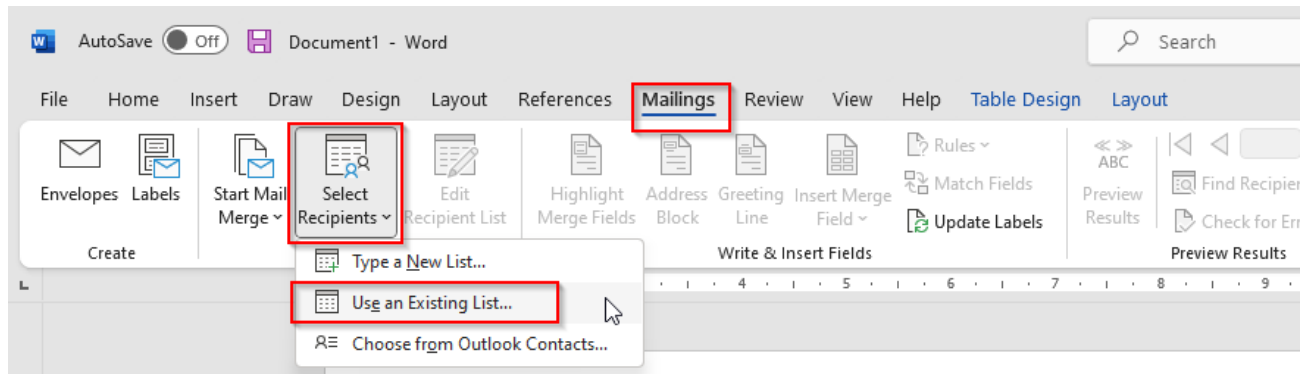 W AutoSave Off Document1 - Word Search
File Home Insert Draw Design Layout References Mailings Review View Help Table Design Layout
Envelopes Labels Start Mail Merge Select Recipients Edit Recipient List Highlight Merge Fields Address Block Greeting Line Insert Merge Field
Rules
Match Fields
Update Labels
ABC
Preview Results
Find Recipien
Check for Err
Create Write & Insert Fields Preview Results
Type a New List...
Use an Existing List...
Choose from Outlook Contacts...
4 5 6 7 8 9